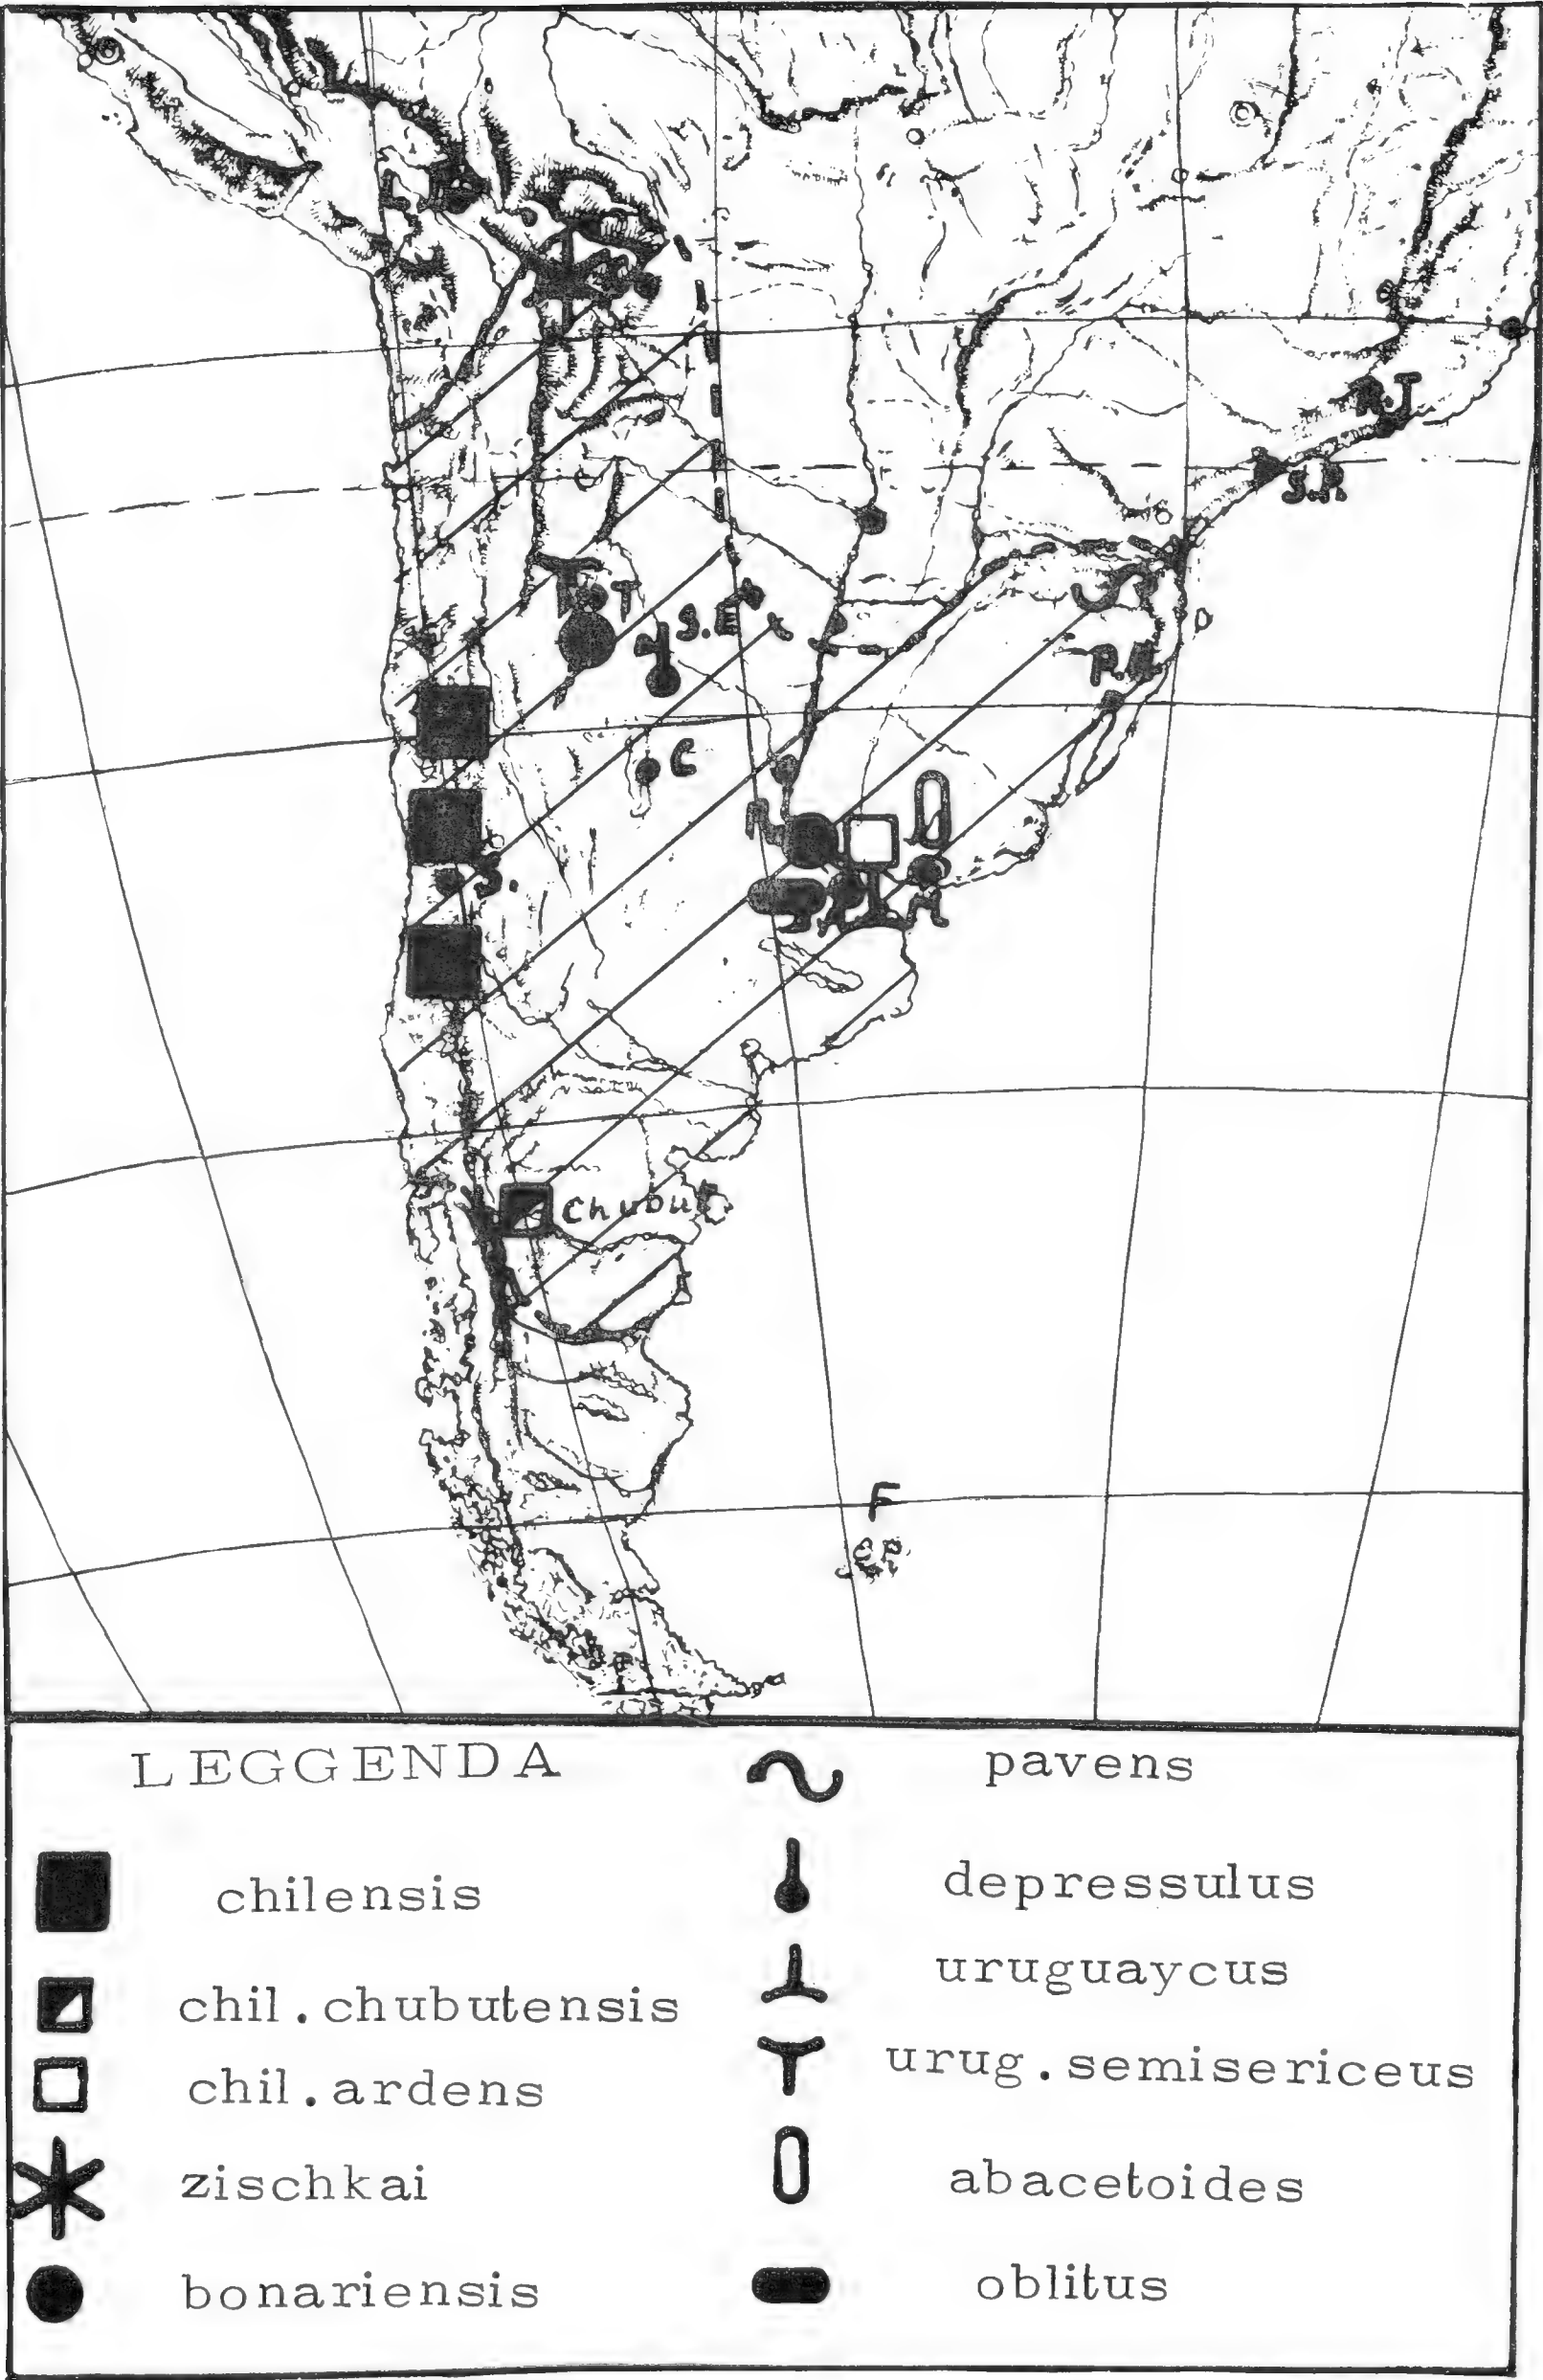 R.J
S.P.
T
S.E
P.A.
C
S.
Chubut
F
LEGGENDA
chilensis
chil.chubutensis
chil.ardens
zischkai
bonariensis
pavens
depressulus
uruguaycus
urug.semisericeus
abacetoides
oblitus